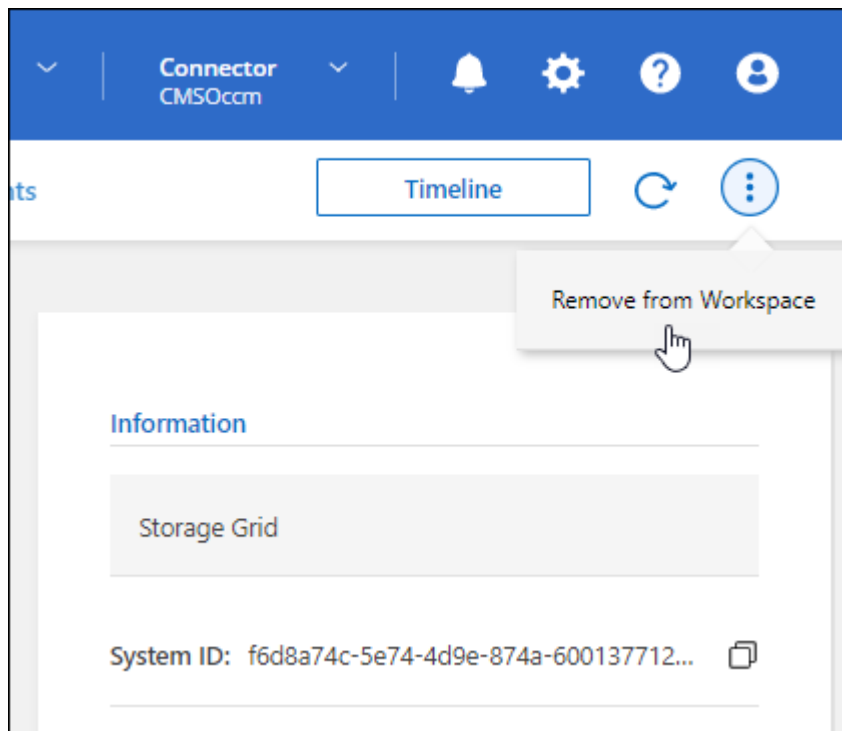 Connector
CMSOccm
Timeline
Remove from Workspace
Information
Storage Grid
System ID: f6d8a74c-5e74-4d9e-874a-600137712...